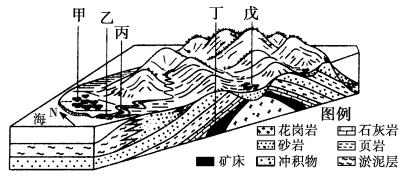 甲 乙 丙 丁 戊
海 N
图例
花岗岩 石灰岩
砂岩 页岩
矿床 冲积物 淤泥层